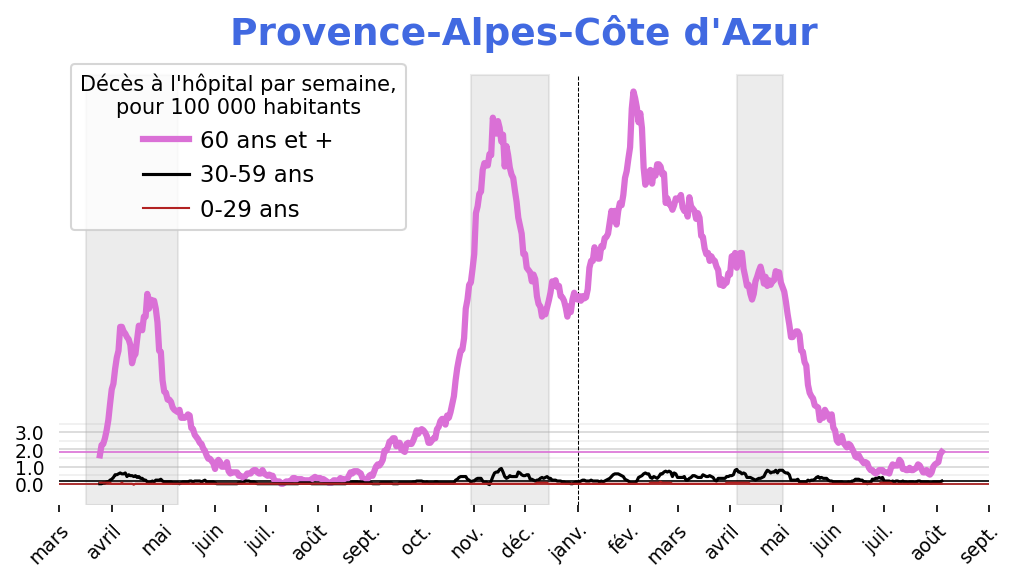 Provence-Alpes-Côte d'Azur
Décès à l'hôpital par semaine,
pour 100 000 habitants
60 ans et +
30-59 ans
0-29 ans
3.0
2.0
1.0
0.0
mars avril mai juin juil. août sept. oct. nov. déc. janv. fév. mars avril mai juin juil. août sept.